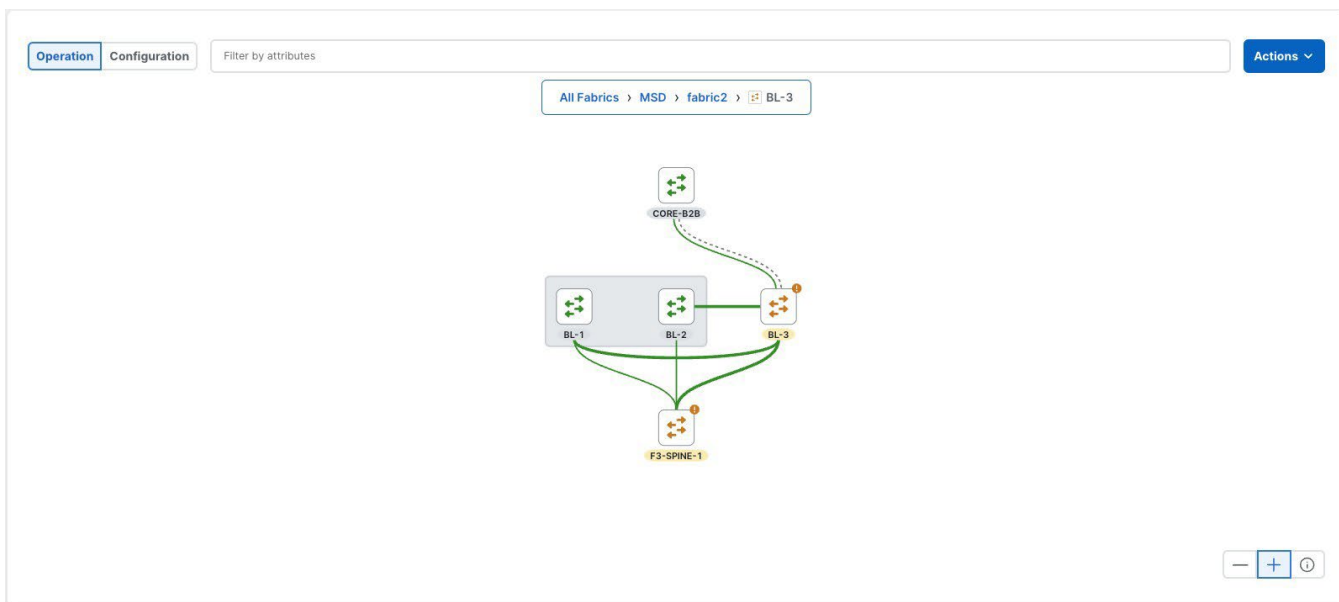 Operation Configuration Filter by attributes Actions
All Fabrics › MSD › fabric2 › BL-3
CORE-B2B
BL-1 BL-2 BL-3
F3-SPINE-1